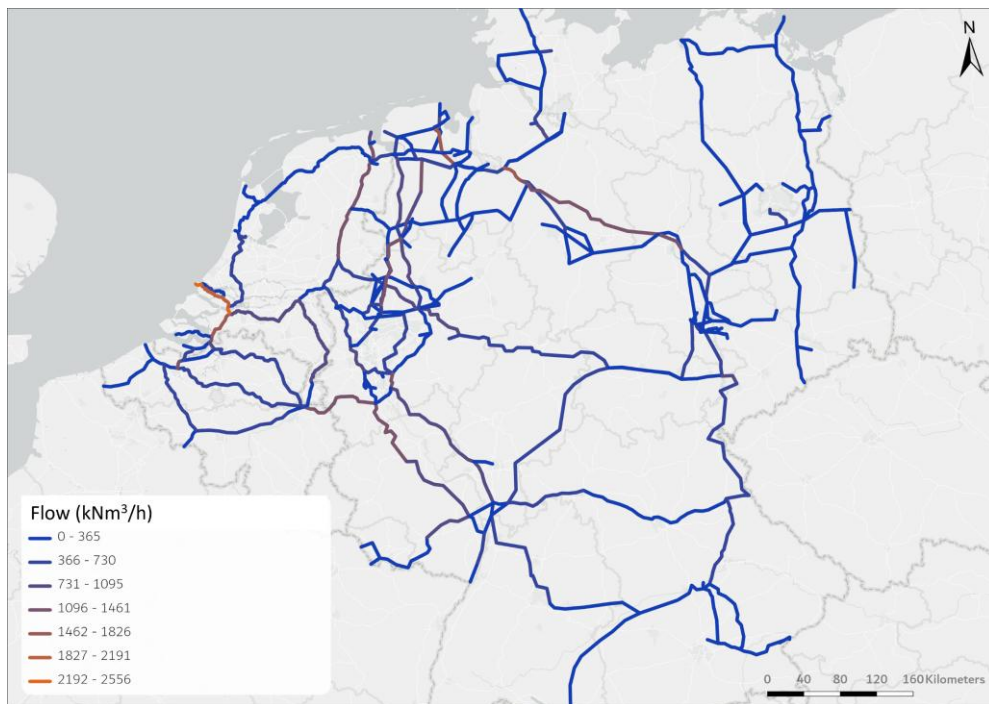 N
Flow (kNm³/h)
0 - 365
366 - 730
731 - 1095
1096 - 1461
1462 - 1826
1827 - 2191
2192 - 2556
0 40 80 120 160 Kilometers